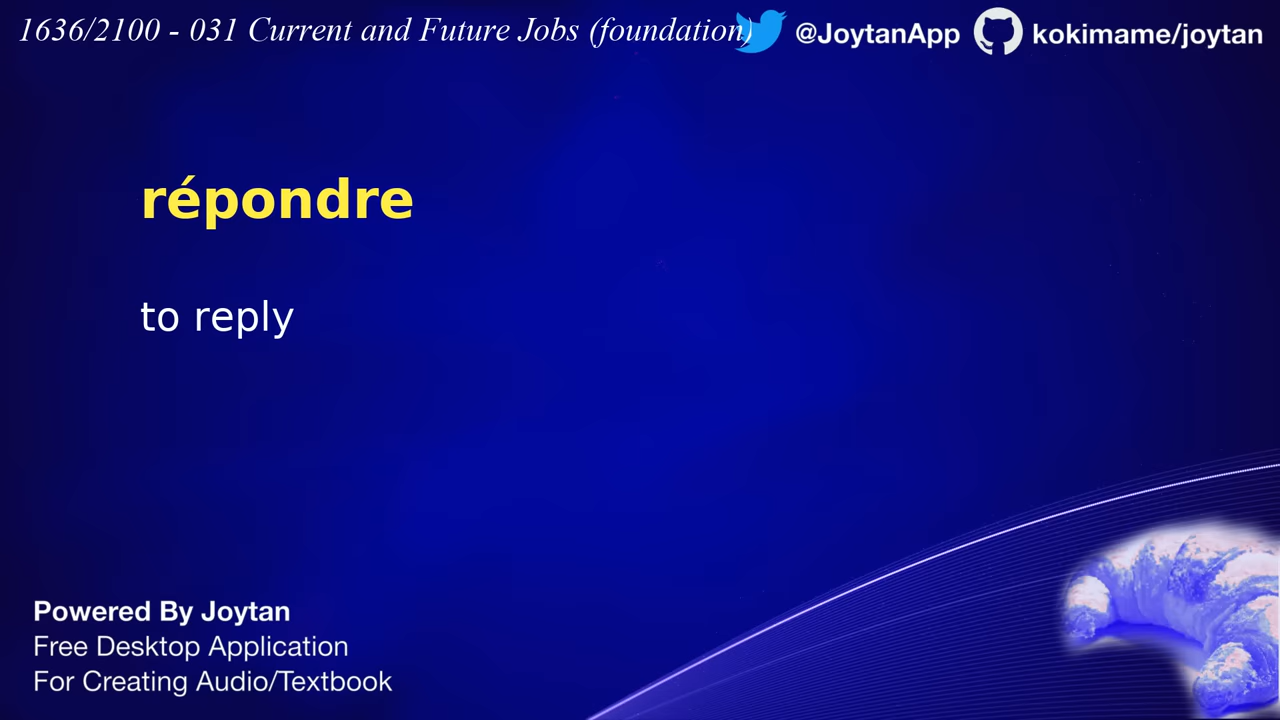 1636/2100 - 031 Current and Future Jobs (foundation)
@JoytanApp
kokimame/joytan
répondre
to reply
Powered By Joytan
Free Desktop Application
For Creating Audio/Textbook